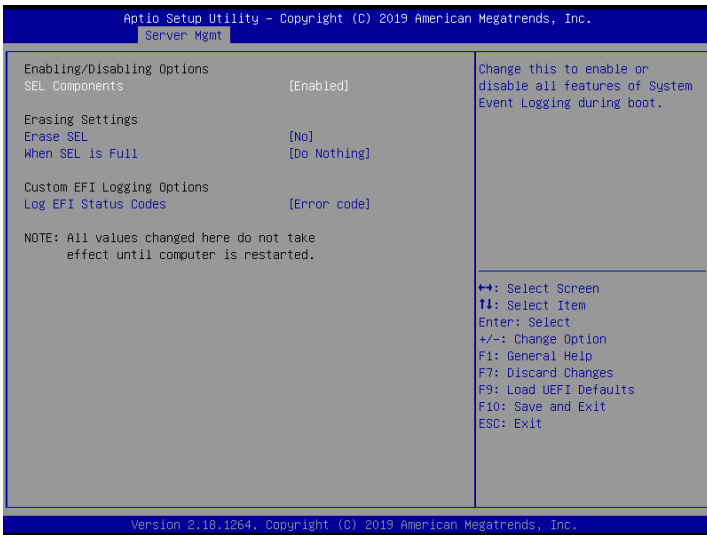 Aptio Setup Utility – Copyright (C) 2019 American Megatrends, Inc.
Server Mgmt
Enabling/Disabling Options
SEL Components [Enabled]
Erasing Settings
Erase SEL [No]
When SEL is Full [Do Nothing]
Custom EFI Logging Options
Log EFI Status Codes [Error code]
NOTE: All values changed here do not take
effect until computer is restarted.
Change this to enable or
disable all features of System
Event Logging during boot.
↔: Select Screen
↑↓: Select Item
Enter: Select
+/-: Change Option
F1: General Help
F7: Discard Changes
F9: Load UEFI Defaults
F10: Save and Exit
ESC: Exit
Version 2.18.1264. Copyright (C) 2019 American Megatrends, Inc.